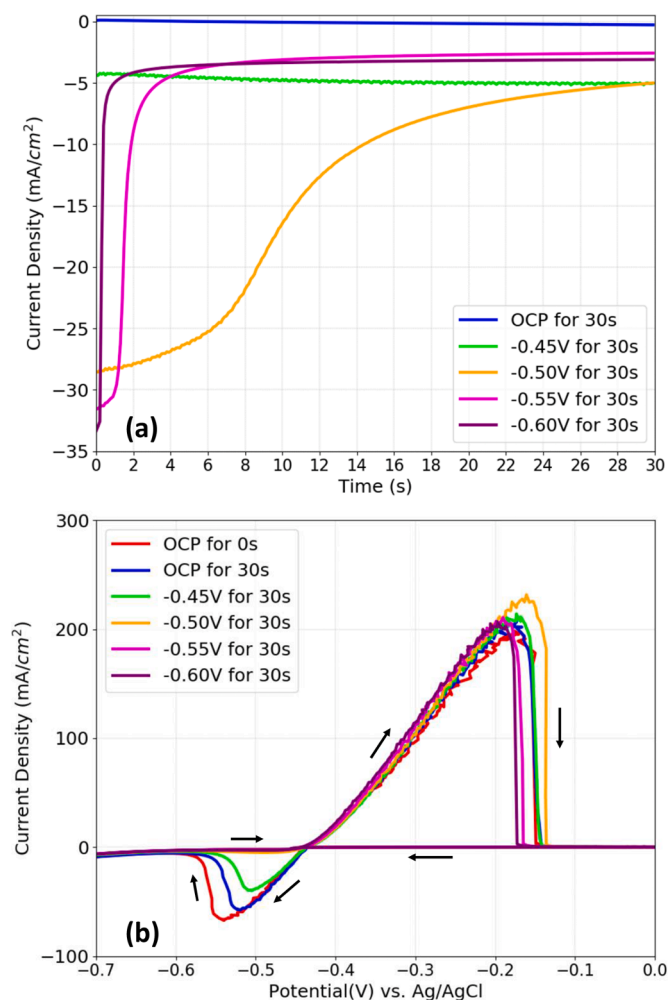 0
−5
−10
−15
−20
−25
−30
−35
Current Density (mA/cm²)
OCP for 30s
-0.45V for 30s
-0.50V for 30s
-0.55V for 30s
-0.60V for 30s
(a)
0 2 4 6 8 10 12 14 16 18 20 22 24 26 28 30
Time (s)
300
200
100
0
−100
Current Density (mA/cm²)
OCP for 0s
OCP for 30s
-0.45V for 30s
-0.50V for 30s
-0.55V for 30s
-0.60V for 30s
(b)
−0.7 −0.6 −0.5 −0.4 −0.3 −0.2 −0.1 0.0
Potential(V) vs. Ag/AgCl